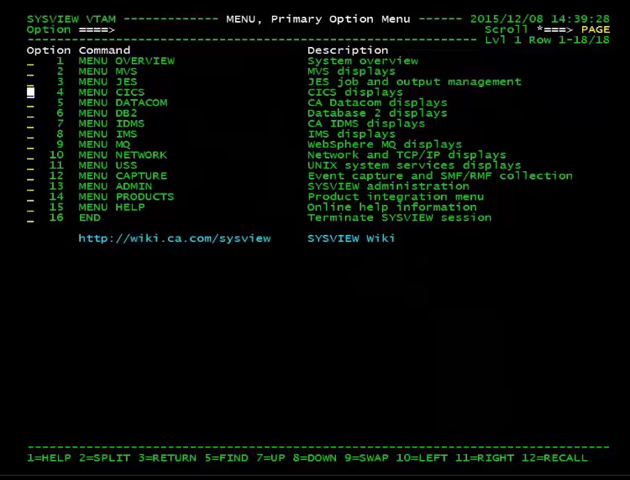 SYSVIEW VTAM ---------- MENU, Primary Option Menu ------ 2015/12/08 14:39:28
Option ====> Scroll *===> PAGE
Lvl 1 Row 1-18/18
Option Command Description
_ 1 MENU OVERVIEW System overview
_ 2 MENU MVS MVS displays
_ 3 MENU JES JES job and output management
_ 4 MENU CICS CICS displays
_ 5 MENU DATACOM CA Datacom displays
_ 6 MENU DB2 Database 2 displays
_ 7 MENU IDMS CA IDMS displays
_ 8 MENU IMS IMS displays
_ 9 MENU MQ WebSphere MQ displays
_ 10 MENU NETWORK Network and TCP/IP displays
_ 11 MENU USS UNIX system services displays
_ 12 MENU CAPTURE Event capture and SMF/RMF collection
_ 13 MENU ADMIN SYSVIEW administration
_ 14 MENU PRODUCTS Product integration menu
_ 15 MENU HELP Online help information
_ 16 END Terminate SYSVIEW session
http://wiki.ca.com/sysview SYSVIEW Wiki
1=HELP 2=SPLIT 3=RETURN 5=FIND 7=UP 8=DOWN 9=SWAP 10=LEFT 11=RIGHT 12=RECALL